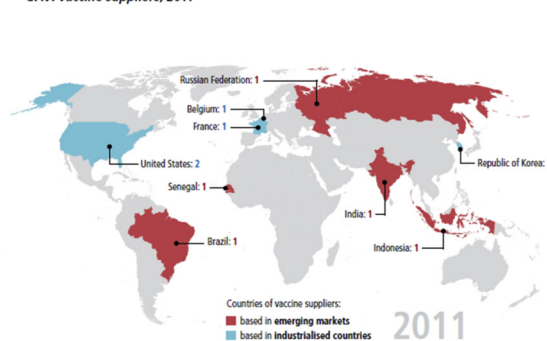 Russian Federation: 1
Belgium: 1
France: 1
United States: 2
Republic of Korea:
Senegal: 1
India: 1
Brazil: 1
Indonesia: 1
Countries of vaccine suppliers:
based in emerging markets
based in industrialised countries
2011